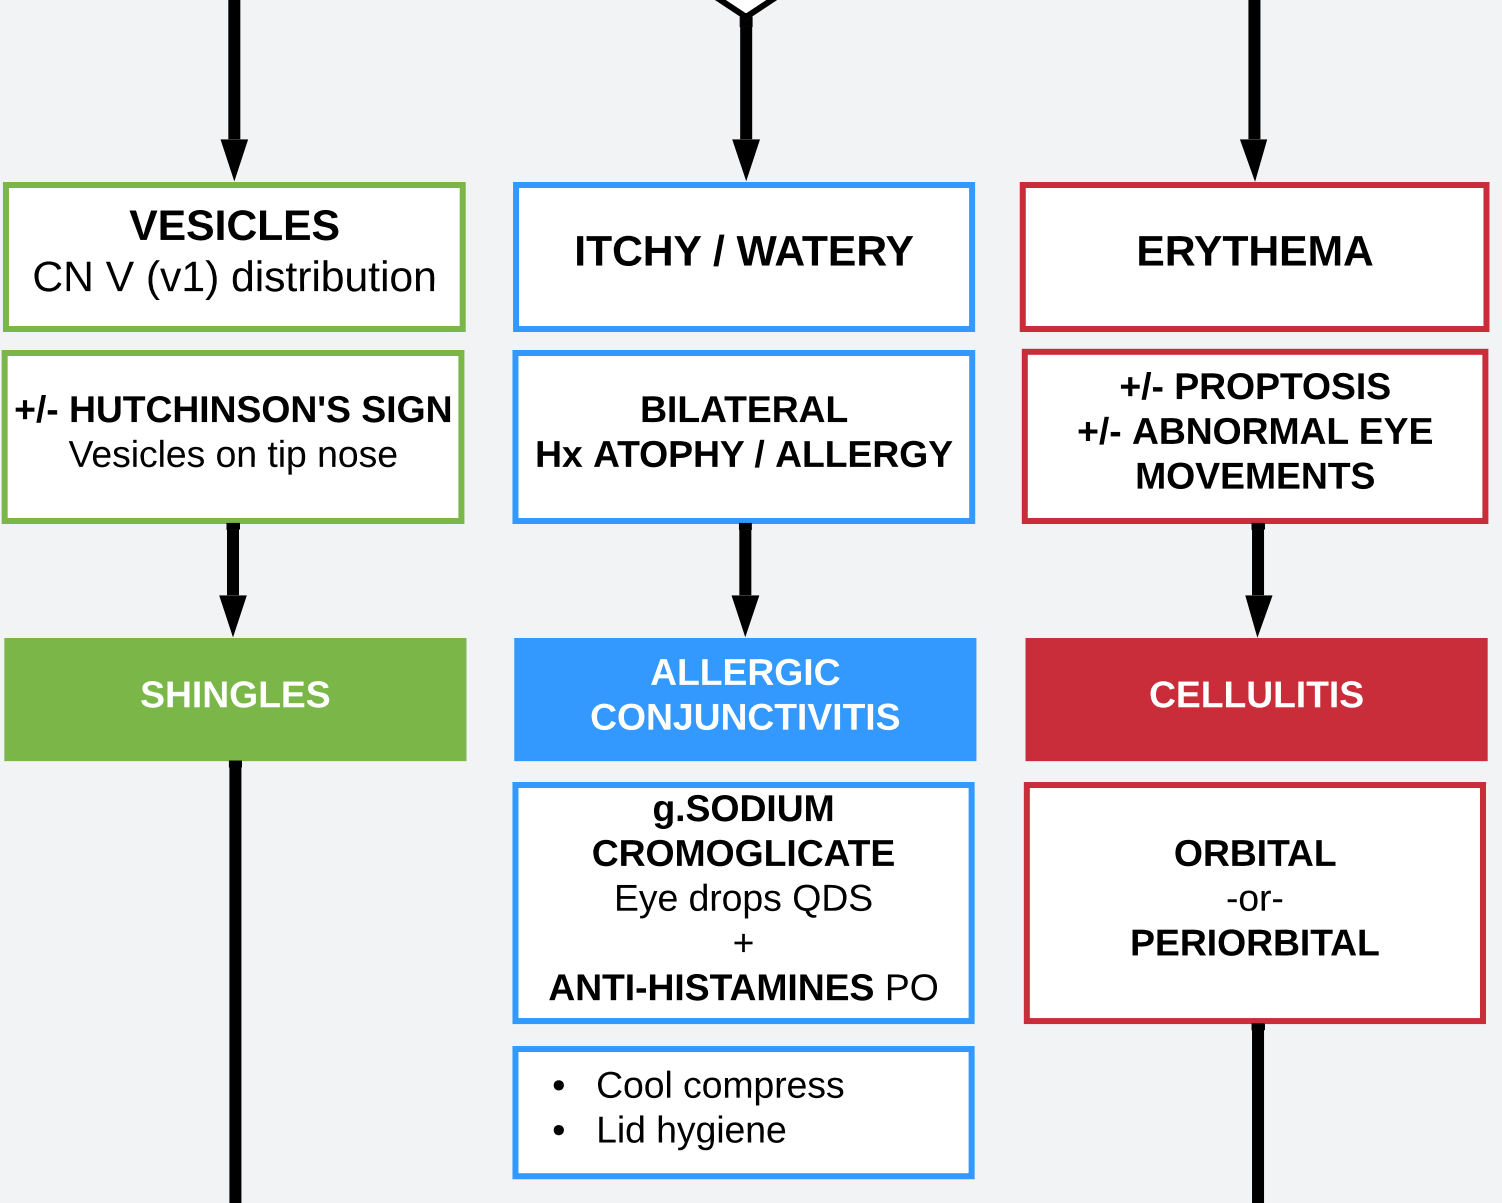 VESICLES
CN V (v1) distribution
+/- HUTCHINSON'S SIGN
Vesicles on tip nose
SHINGLES
ITCHY / WATERY
BILATERAL
Hx ATOPHY / ALLERGY
ALLERGIC
CONJUNCTIVITIS
g.SODIUM
CROMOGLICATE
Eye drops QDS
+
ANTI-HISTAMINES PO
• Cool compress
• Lid hygiene
ERYTHEMA
+/- PROPTOSIS
+/- ABNORMAL EYE
MOVEMENTS
CELLULITIS
ORBITAL
-or-
PERIORBITAL